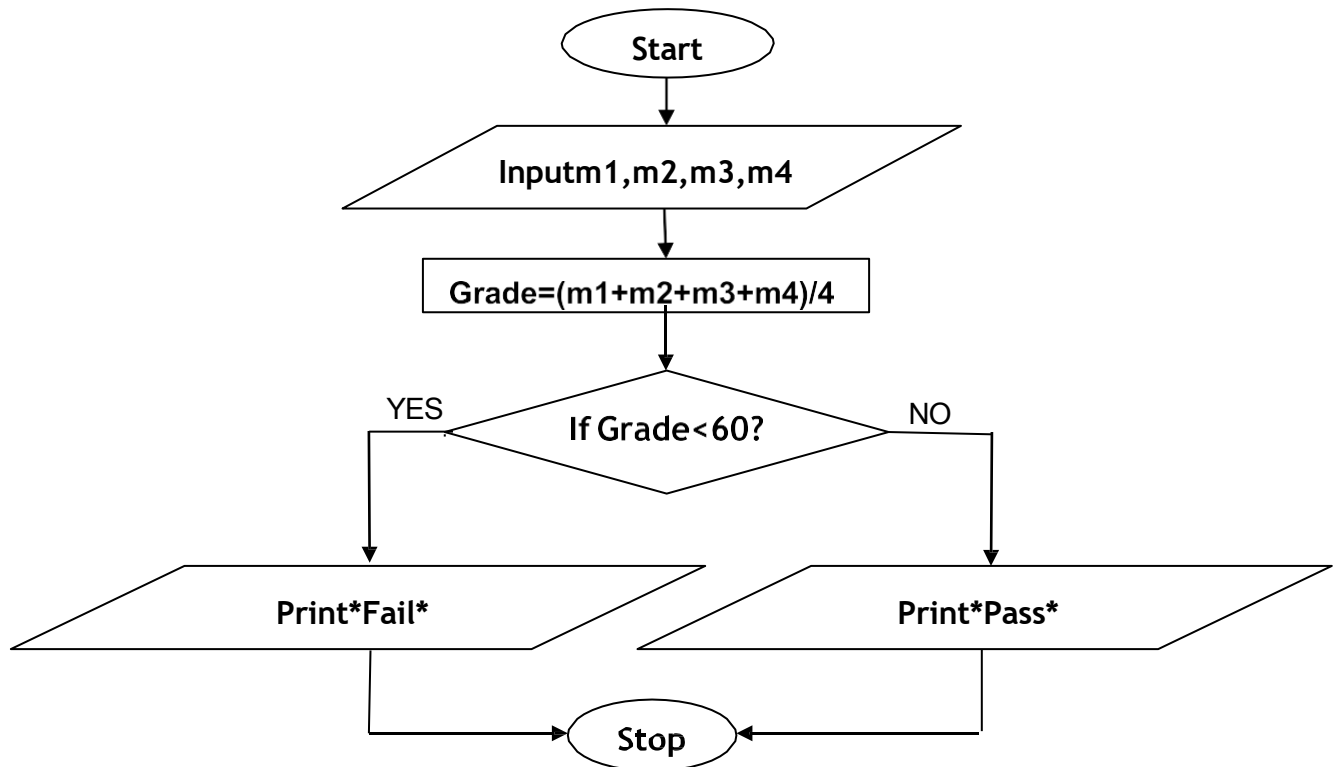 Start
Inputm1,m2,m3,m4
Grade=(m1+m2+m3+m4)/4
YES
If Grade<60?
NO
Print*Fail*
Print*Pass*
Stop